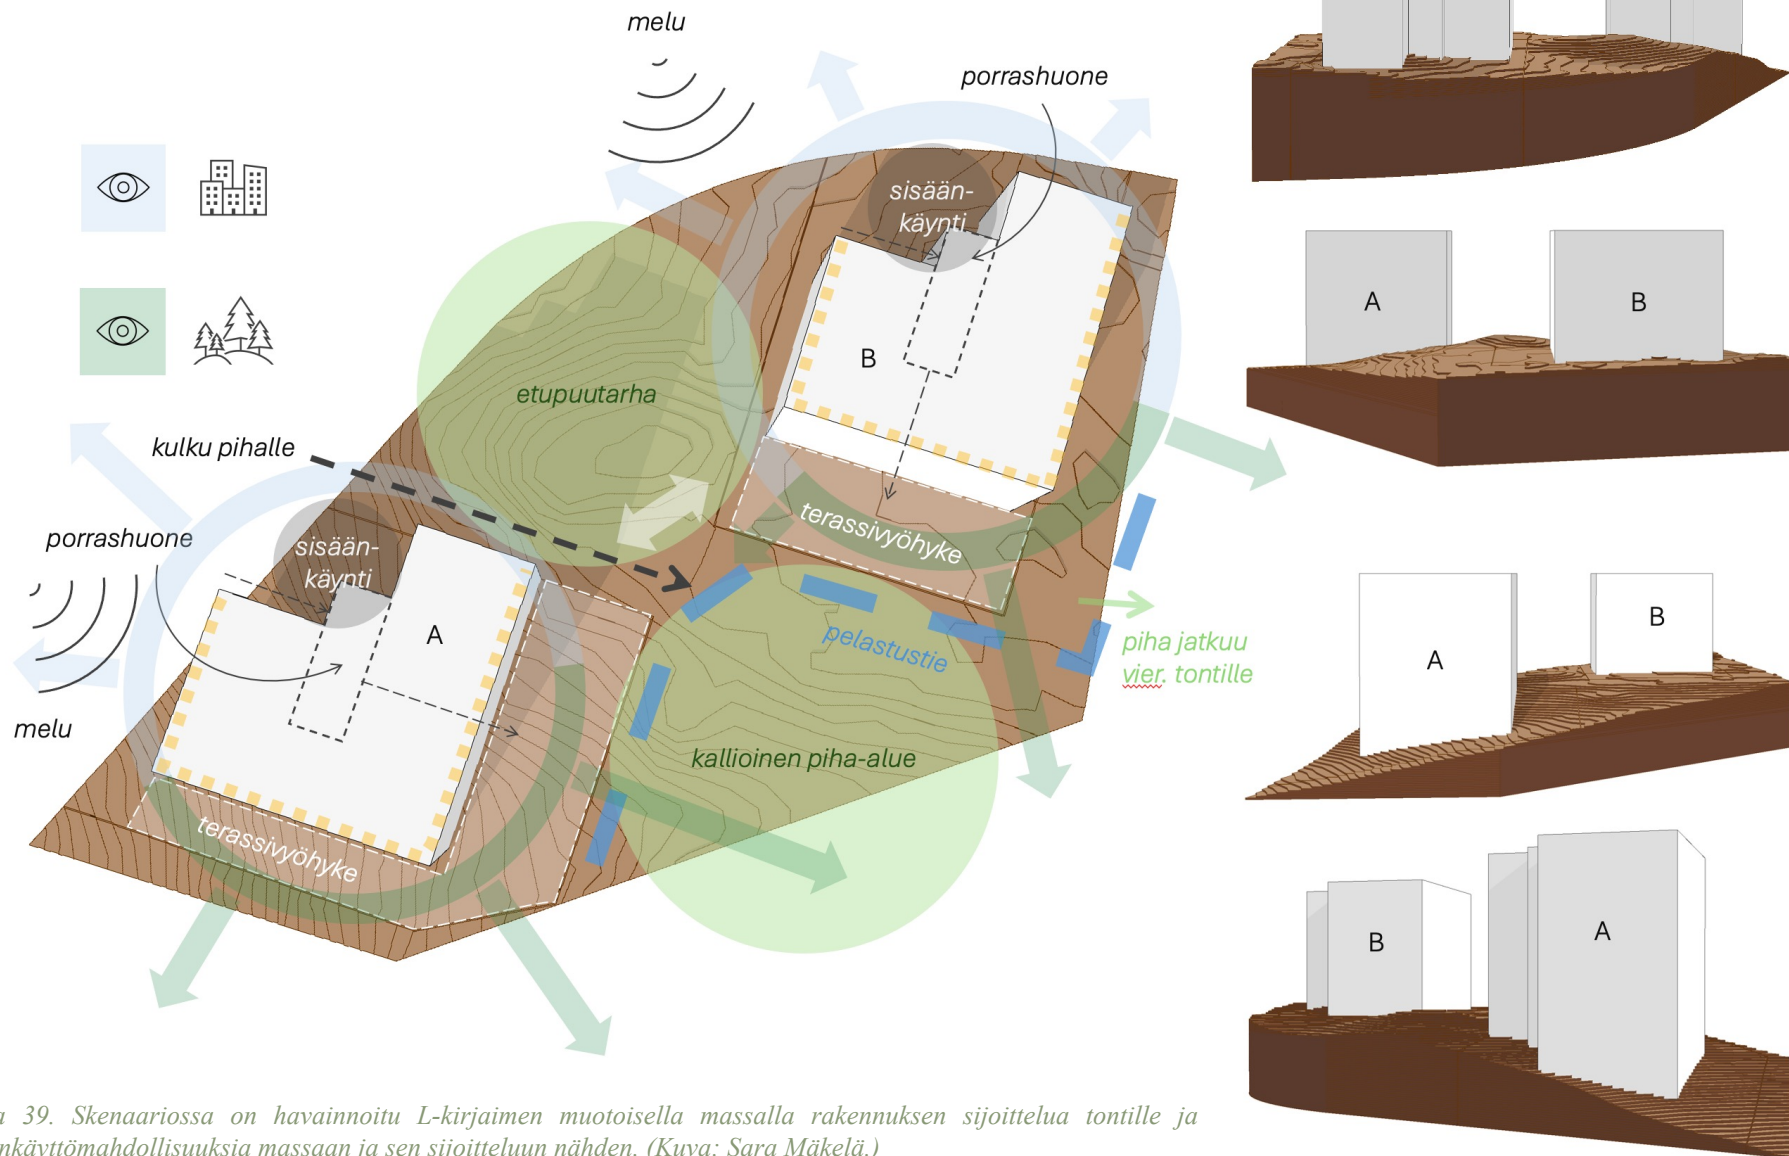 melu
porrashuone
sisään-
käynti
B
etupuutarha
kulku pihalle
porrashuone
sisään-
käynti
A
terassivyöhyke
pelastustie
piha jatkuu
vier. tontille
melu
kallioinen piha-alue
terassivyöhyke
A
B
A
B
B
A
39. Skenaariossa on havainnoitu L-kirjaimen muotoisella massalla rakennuksen sijoittelua tontille ja
nkäyttömahdollisuuksia massaan ja sen sijoitteluun nähden. (Kuva: Sara Mäkelä.)